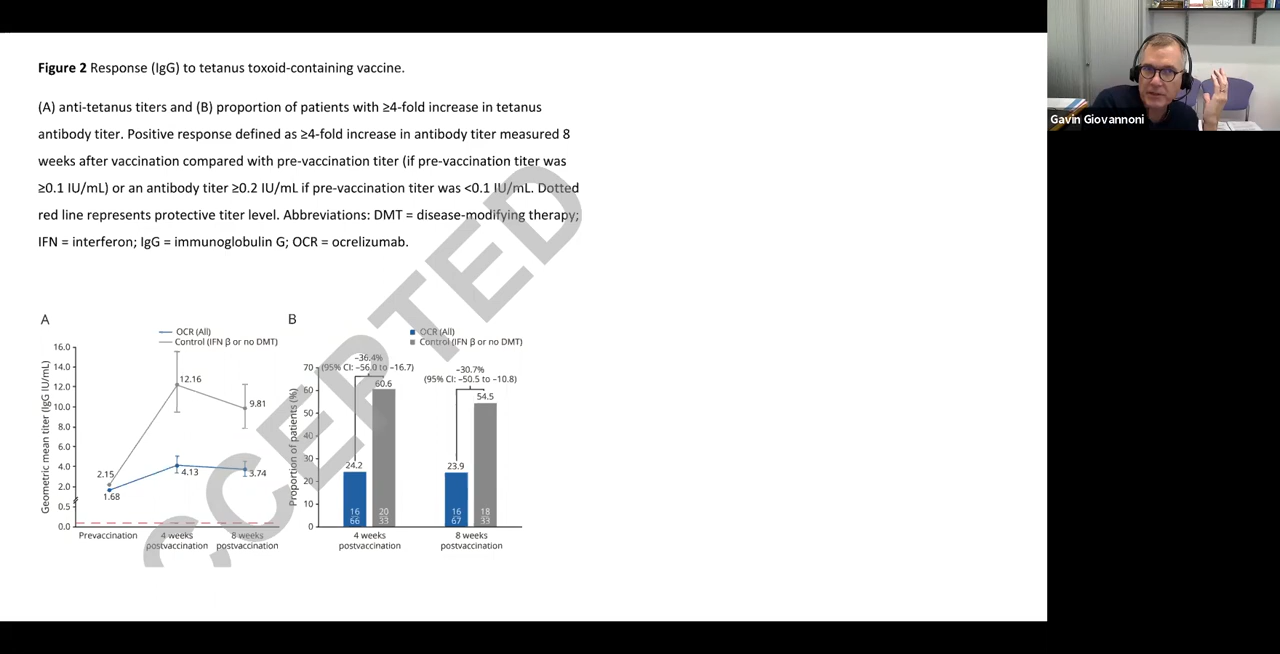 Figure 2 Response (IgG) to tetanus toxoid-containing vaccine.
(A) anti-tetanus titers and (B) proportion of patients with ≥4-fold increase in tetanus
antibody titer. Positive response defined as ≥4-fold increase in antibody titer measured 8
weeks after vaccination compared with pre-vaccination titer (if pre-vaccination titer was
≥0.1 IU/mL) or an antibody titer ≥0.2 IU/mL if pre-vaccination titer was <0.1 IU/mL. Dotted
red line represents protective titer level. Abbreviations: DMT = disease-modifying therapy;
IFN = interferon; IgG = immunoglobulin G; OCR = ocrelizumab.
CCEPTED
A
OCR (All)
Control (IFN β or no DMT)
Geometric mean titer (IgG IU/mL)
16.0
14.0
12.0
10.0
8.0
6.0
4.0
2.0
0.5
0.0
2.15
1.68
12.16
4.13
9.81
3.74
Prevaccination
4 weeks
postvaccination
8 weeks
postvaccination
B
OCR (All)
Control (IFN β or no DMT)
Proportion of patients (%)
70
60
50
40
30
20
10
0
−36.4%
(95% CI: −56.0 to −16.7)
24.2
60.6
16
66
20
33
−30.7%
(95% CI: −50.5 to −10.8)
23.9
54.5
16
67
18
33
4 weeks
postvaccination
8 weeks
postvaccination
Gavin Giovannoni